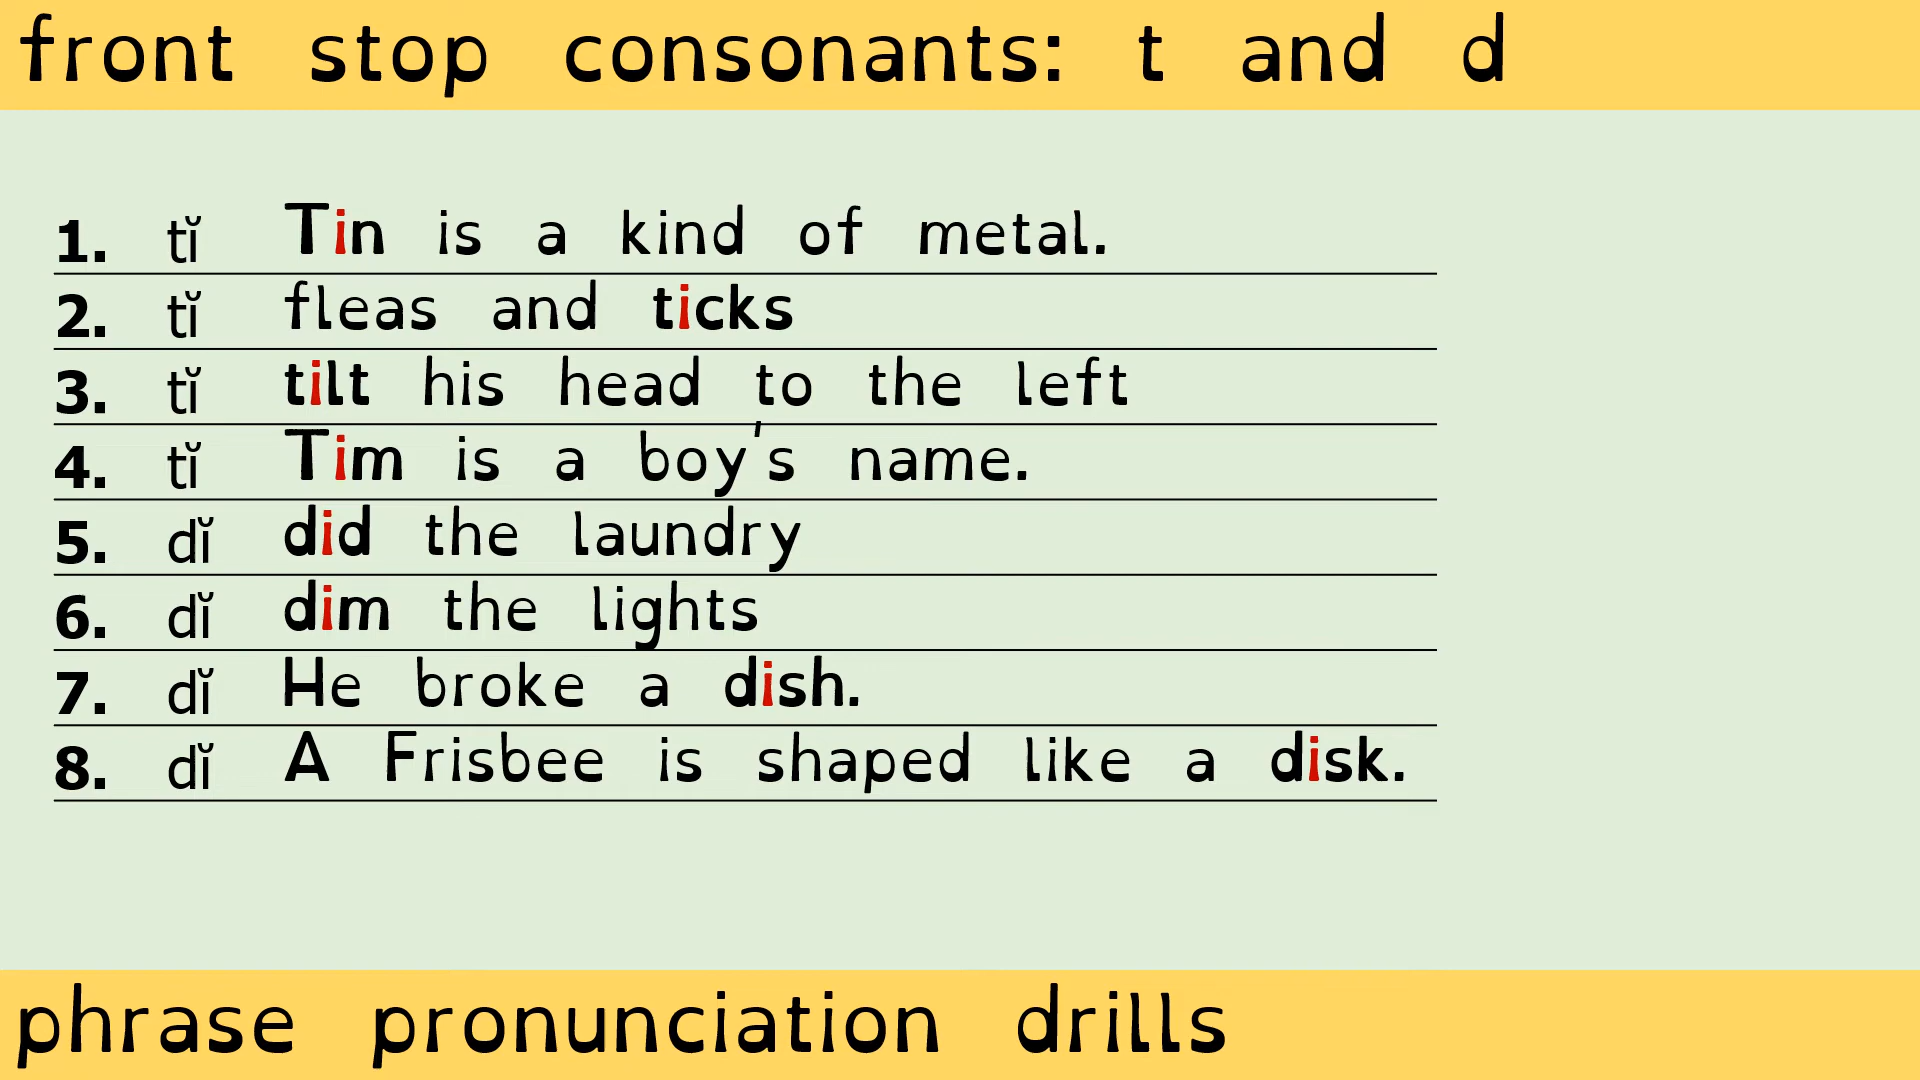 front stop consonants: t and d
1. tĭ Tin is a kind of metal.
2. tĭ fleas and ticks
3. tĭ tilt his head to the left
4. tĭ Tim is a boy's name.
5. dĭ did the laundry
6. dĭ dim the lights
7. dĭ He broke a dish.
8. dĭ A Frisbee is shaped like a disk.
phrase pronunciation drills